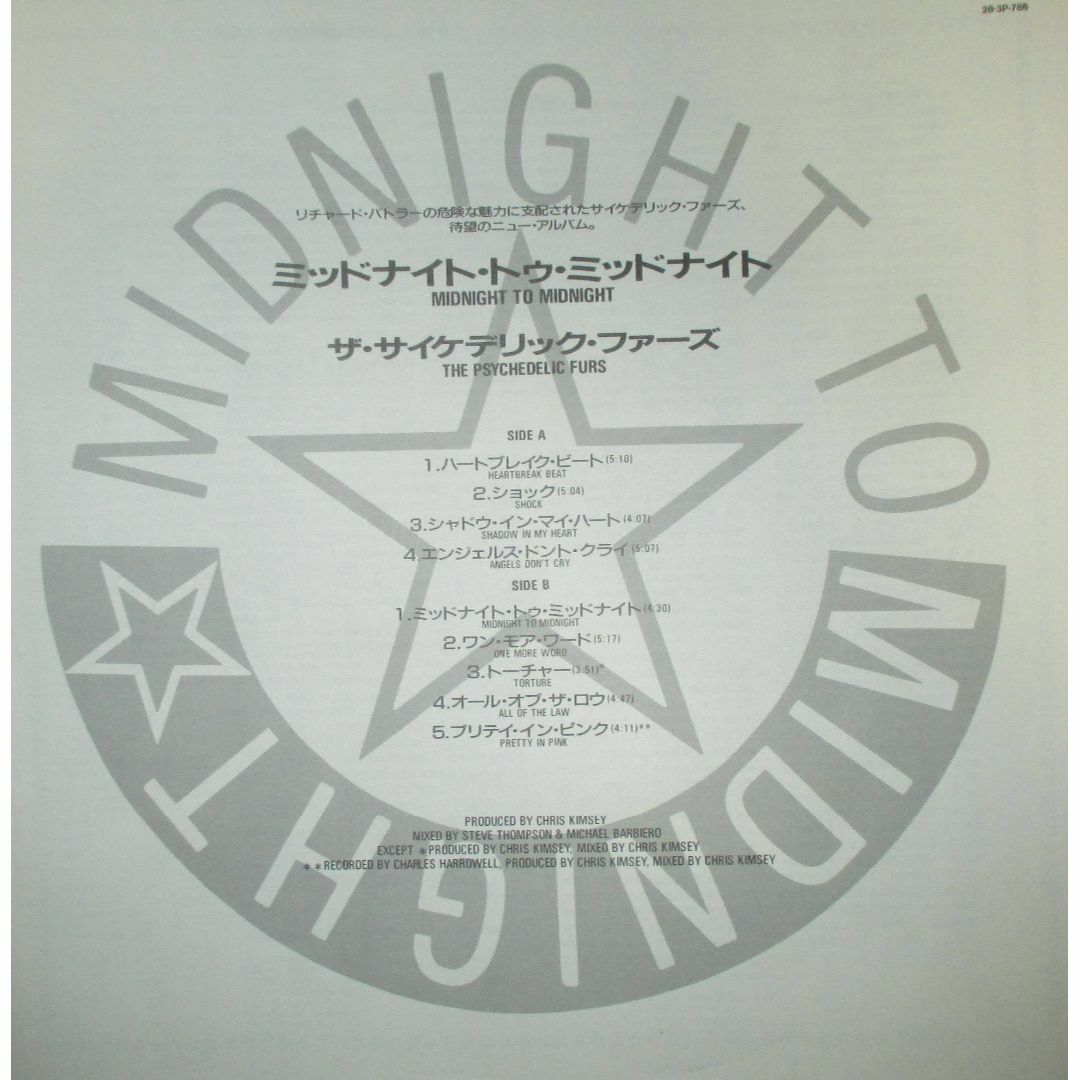 28·3P-786
MIDNIGHT TO MIDNIGHT
リチャード・バトラーの危険な魅力に支配されたサイケデリック・ファーズ、
待望のニュー・アルバム。
ミッドナイト・トゥ・ミッドナイト
MIDNIGHT TO MIDNIGHT
ザ・サイケデリック・ファーズ
THE PSYCHEDELIC FURS
SIDE A
1.ハートブレイク・ビート(5:10)
HEARTBREAK BEAT
2.ショック(5:04)
SHOCK
3.シャドウ・イン・マイ・ハート(4:07)
SHADOW IN MY HEART
4.エンジェルス・ドント・クライ(5:07)
ANGELS DON'T CRY
SIDE B
1.ミッドナイト・トゥ・ミッドナイト(4:30)
MIDNIGHT TO MIDNIGHT
2.ワン・モア・ワード(5:17)
ONE MORE WORD
3.トーチャー(3:51)*
TORTURE
4.オール・オブ・ザ・ロウ(4:47)
ALL OF THE LAW
5.プリティ・イン・ピンク(4:11)**
PRETTY IN PINK
PRODUCED BY CHRIS KIMSEY
MIXED BY STEVE THOMPSON & MICHAEL BARBIERO
EXCEPT *PRODUCED BY CHRIS KIMSEY, MIXED BY CHRIS KIMSEY
**RECORDED BY CHARLES HARROWELL, PRODUCED BY CHRIS KIMSEY, MIXED BY CHRIS KIMSEY